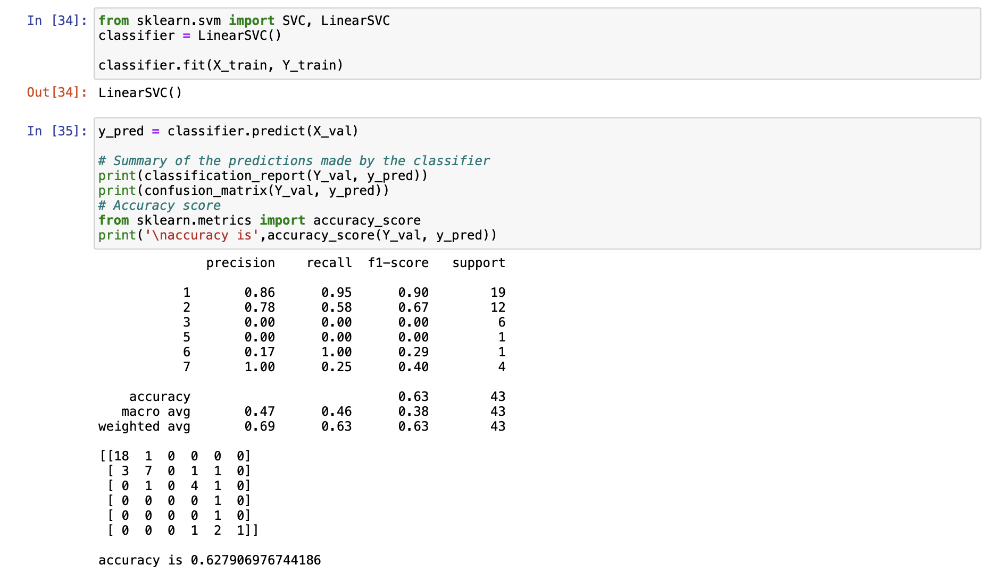 In [34]: from sklearn.svm import SVC, LinearSVC
classifier = LinearSVC()

classifier.fit(X_train, Y_train)
Out[34]: LinearSVC()

In [35]: y_pred = classifier.predict(X_val)

# Summary of the predictions made by the classifier
print(classification_report(Y_val, y_pred))
print(confusion_matrix(Y_val, y_pred))
# Accuracy score
from sklearn.metrics import accuracy_score
print('\naccuracy is',accuracy_score(Y_val, y_pred))
              precision    recall  f1-score   support

           1       0.86      0.95      0.90        19
           2       0.78      0.58      0.67        12
           3       0.00      0.00      0.00         6
           5       0.00      0.00      0.00         1
           6       0.17      1.00      0.29         1
           7       1.00      0.25      0.40         4

    accuracy                           0.63        43
   macro avg       0.47      0.46      0.38        43
weighted avg       0.69      0.63      0.63        43

[[18  1  0  0  0  0]
 [ 3  7  0  1  1  0]
 [ 0  1  0  4  1  0]
 [ 0  0  0  0  1  0]
 [ 0  0  0  0  1  0]
 [ 0  0  0  1  2  1]]

accuracy is 0.627906976744186